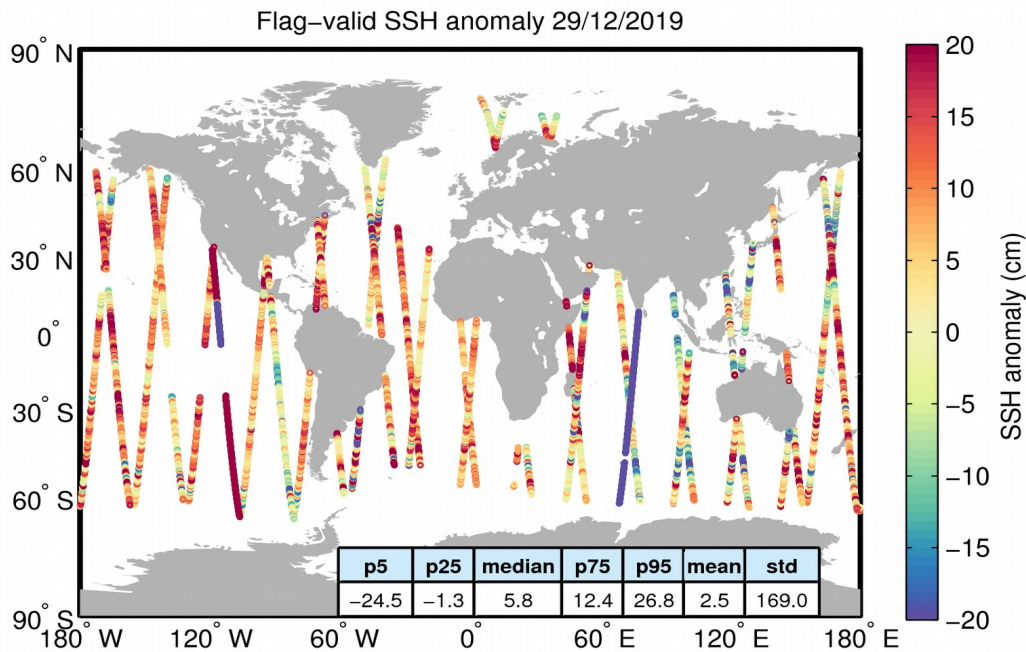 Flag−valid SSH anomaly 29/12/2019
90° N
60° N
30° N
0°
30° S
60° S
90° S
180° W 120° W 60° W 0° 60° E 120° E 180° E
p5 p25 median p75 p95 mean std
−24.5 −1.3 5.8 12.4 26.8 2.5 169.0
20
15
10
5
0
−5
−10
−15
−20
SSH anomaly (cm)